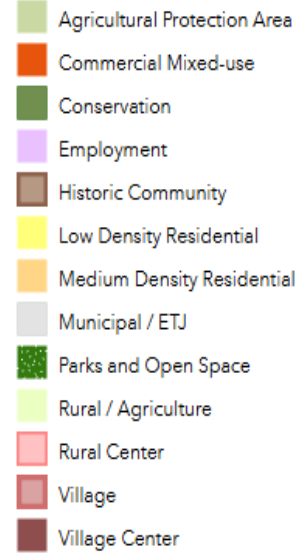 Agricultural Protection Area
Commercial Mixed-use
Conservation
Employment
Historic Community
Low Density Residential
Medium Density Residential
Municipal / ETJ
Parks and Open Space
Rural / Agriculture
Rural Center
Village
Village Center